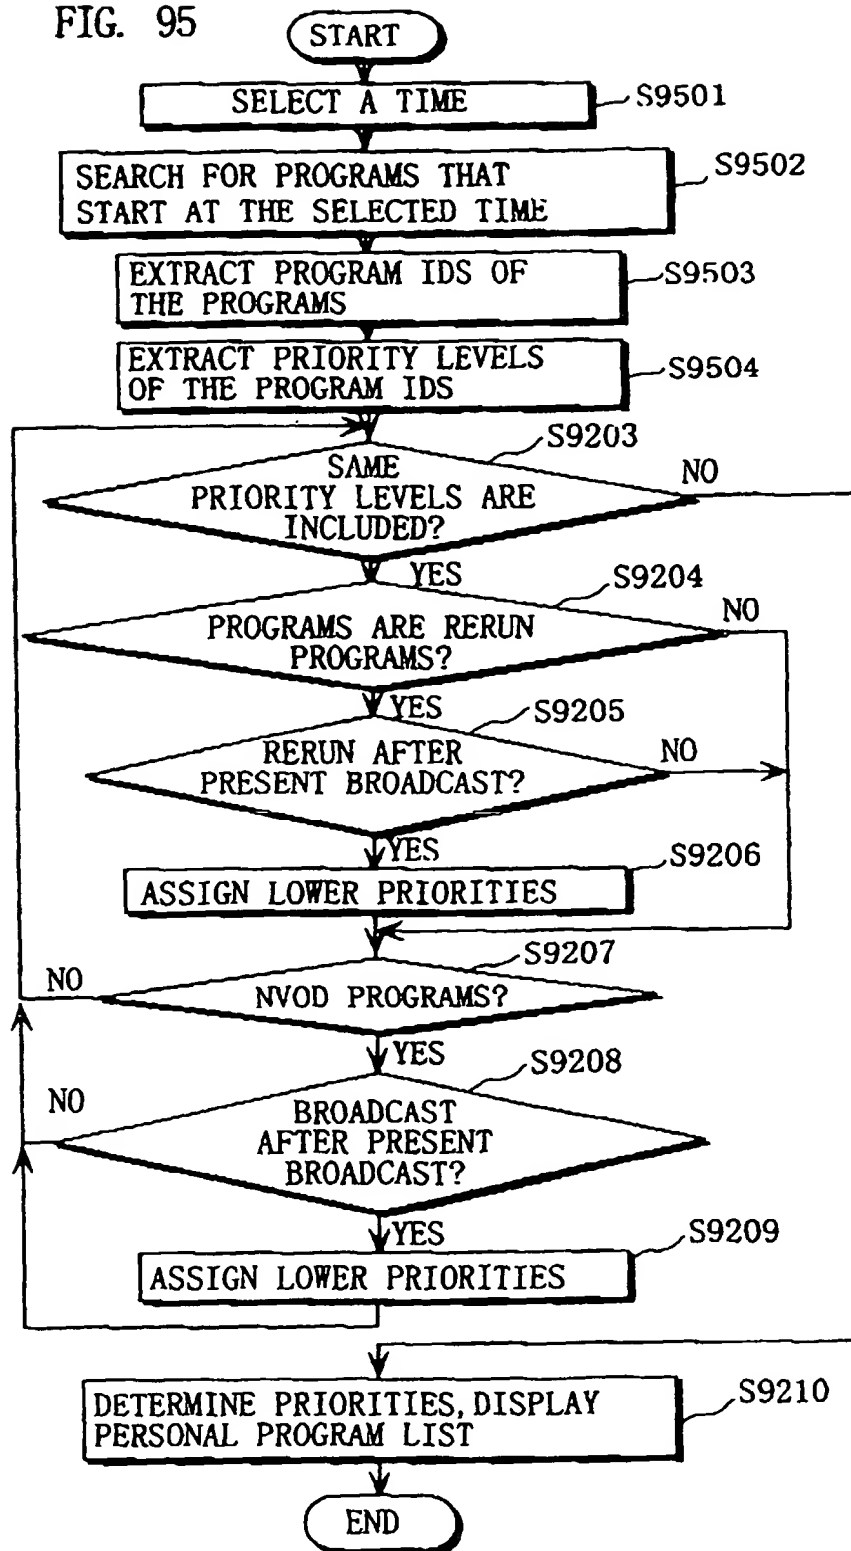 FIG. 95
START
SELECT A TIME
S9501
SEARCH FOR PROGRAMS THAT
START AT THE SELECTED TIME
S9502
EXTRACT PROGRAM IDS OF
THE PROGRAMS
S9503
EXTRACT PRIORITY LEVELS
OF THE PROGRAM IDS
S9504
S9203
SAME
PRIORITY LEVELS ARE
INCLUDED?
NO
YES
S9204
PROGRAMS ARE RERUN
PROGRAMS?
NO
YES
S9205
RERUN AFTER
PRESENT BROADCAST?
NO
YES
S9206
ASSIGN LOWER PRIORITIES
S9207
NO
NVOD PROGRAMS?
YES
S9208
NO
BROADCAST
AFTER PRESENT
BROADCAST?
YES
S9209
ASSIGN LOWER PRIORITIES
DETERMINE PRIORITIES, DISPLAY
PERSONAL PROGRAM LIST
S9210
END